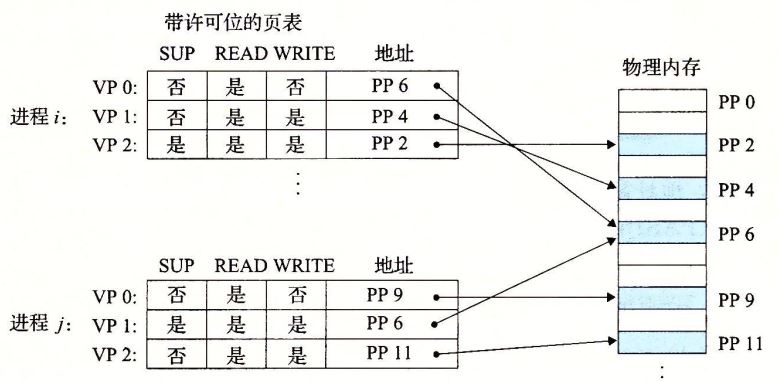 带许可位的页表
SUP READ WRITE 地址
物理内存
进程 i:
VP 0: 否 是 否 PP 6
VP 1: 否 是 是 PP 4
VP 2: 是 是 是 PP 2
⋮
PP 0
PP 2
PP 4
PP 6
PP 9
PP 11
⋮
SUP READ WRITE 地址
进程 j:
VP 0: 否 是 否 PP 9
VP 1: 是 是 是 PP 6
VP 2: 否 是 是 PP 11